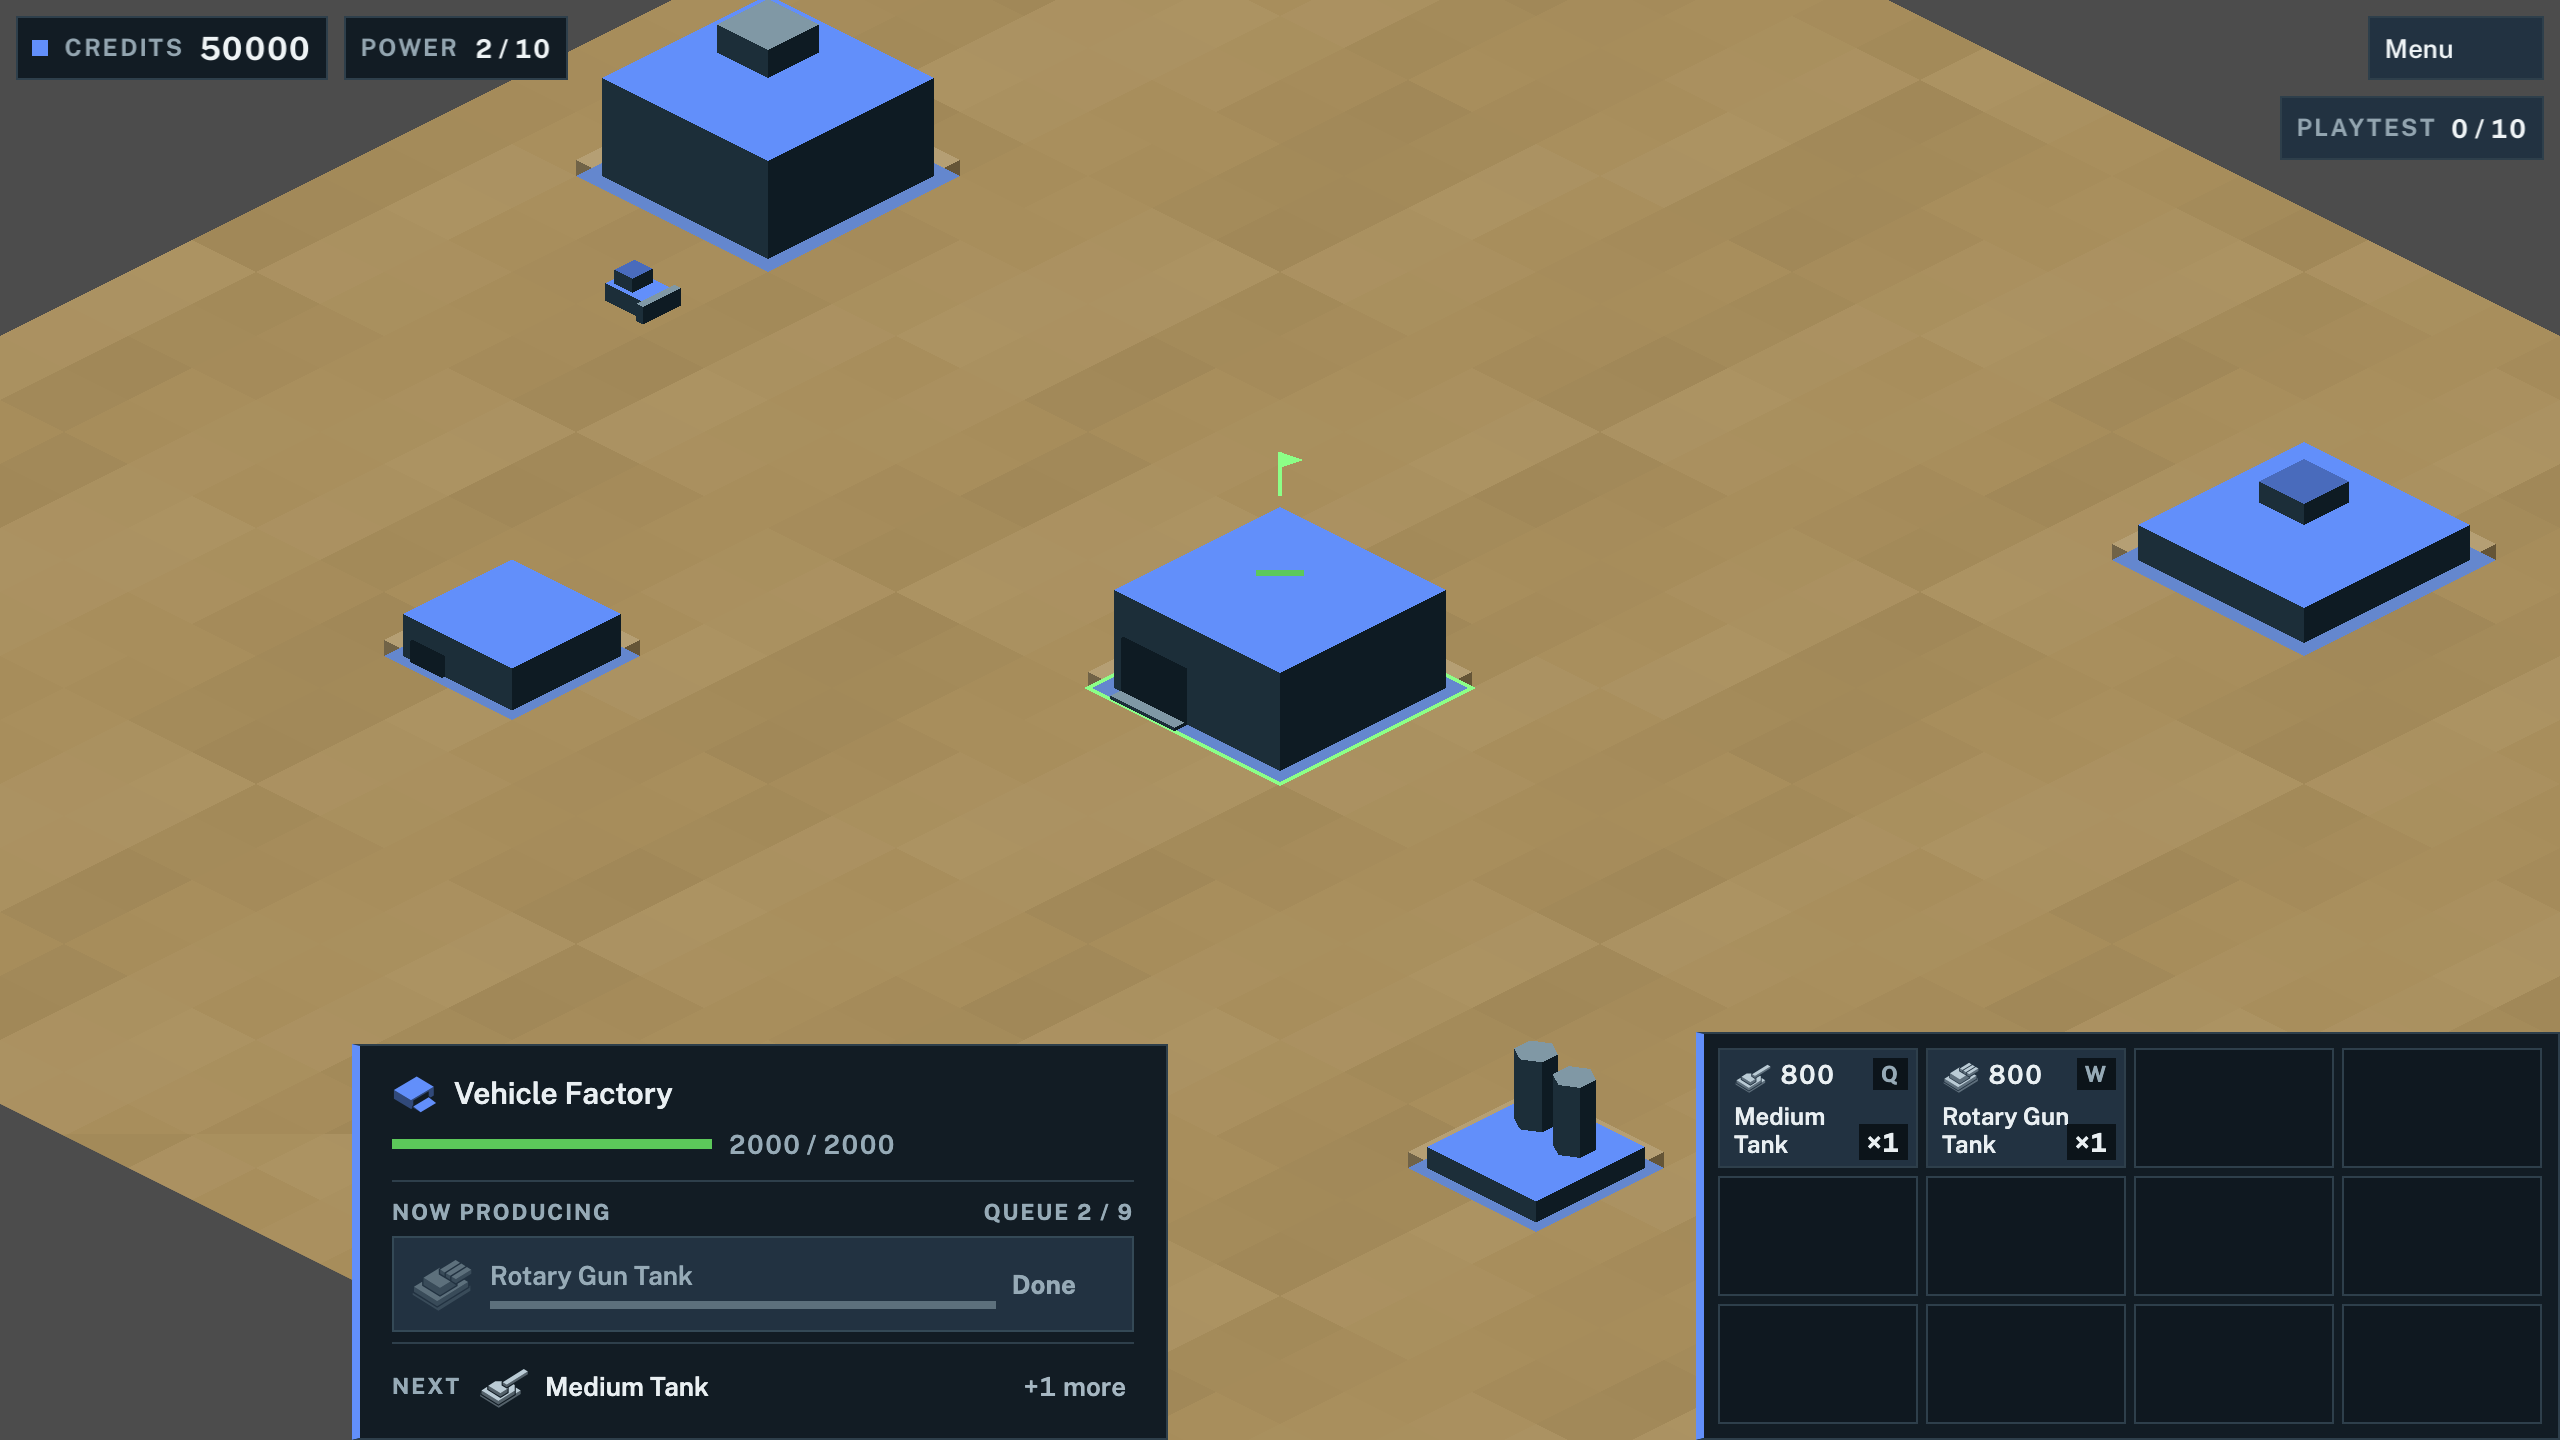 CREDITS 50000
POWER 2/10
Menu
PLAYTEST 0/10
Vehicle Factory
2000/2000
NOW PRODUCING
QUEUE 2 / 9
Rotary Gun Tank
Done
NEXT
Medium Tank
+1 more
800 Q
Medium
Tank ×1
800 W
Rotary Gun
Tank ×1